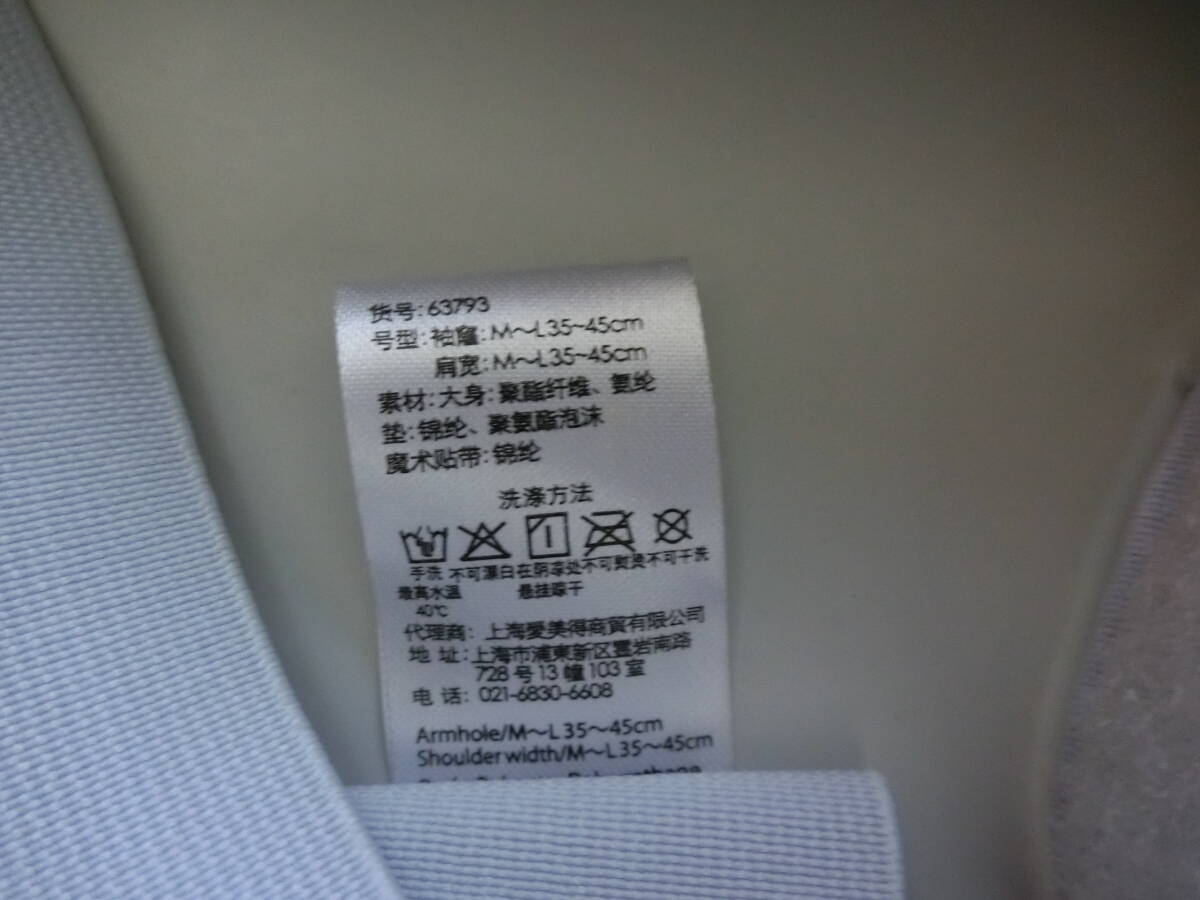 货号:63793
号型:袖窿:M～L35~45cm
肩宽:M～L35~45cm
素材:大身:聚酯纤维、氨纶
垫:锦纶、聚氨酯泡沫
魔术贴带:锦纶
洗涤方法
手洗 不可漂白 在阴凉处 不可熨烫 不可干洗
最高水温 悬挂晾干
40℃
代理商: 上海愛美得商貿有限公司
地 址:上海市浦東新区雲岩南路
728号13幢103室
电 话: 021-6830-6608
Armhole/M～L35～45cm
Shoulder width/M～L35～45cm